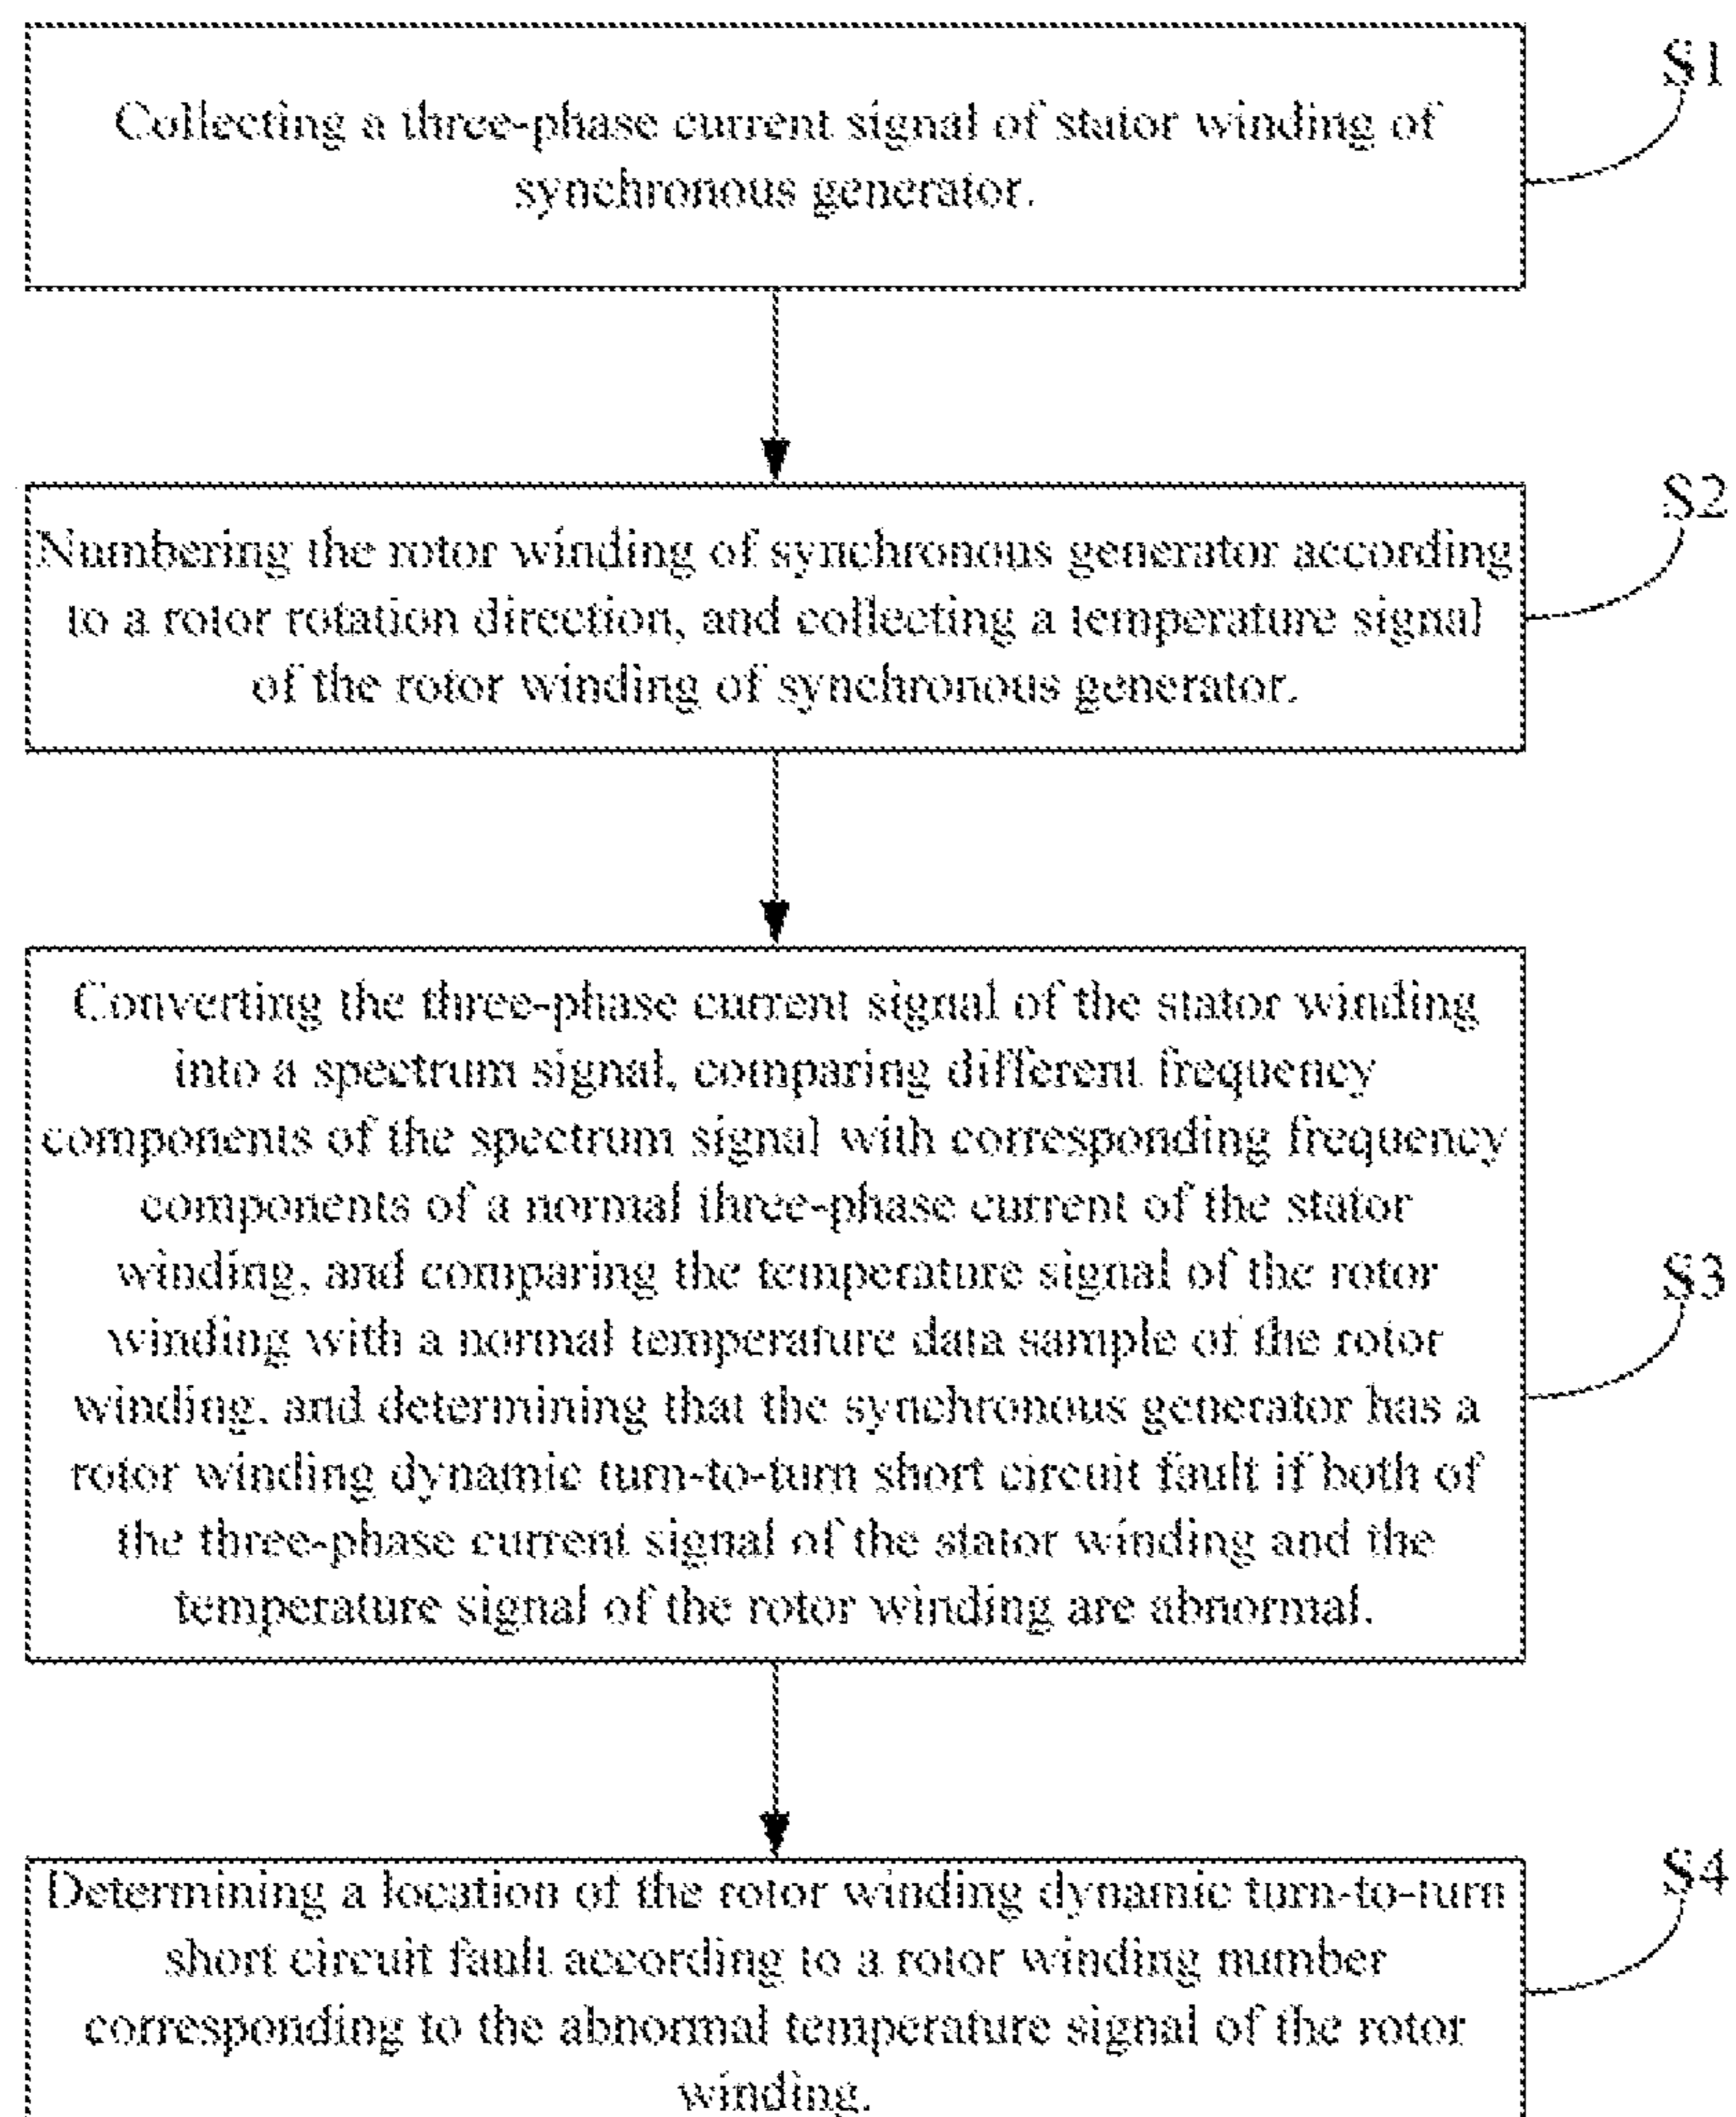 S1
Collecting a three-phase current signal of stator winding of
synchronous generator.
S2
Numbering the rotor winding of synchronous generator according
to a rotor rotation direction, and collecting a temperature signal
of the rotor winding of synchronous generator.
Converting the three-phase current signal of the stator winding
into a spectrum signal, comparing different frequency
components of the spectrum signal with corresponding frequency
components of a normal three-phase current of the stator
winding, and comparing the temperature signal of the rotor
S3
winding with a normal temperature data sample of the rotor
winding, and determining that the synchronous generator has a
rotor winding dynamic turn-to-turn short circuit fault if both of
the three-phase current signal of the stator winding and the
temperature signal of the rotor winding are abnormal.
S4
Determining a location of the rotor winding dynamic turn-to-turn
short circuit fault according to a rotor winding number
corresponding to the abnormal temperature signal of the rotor
winding.